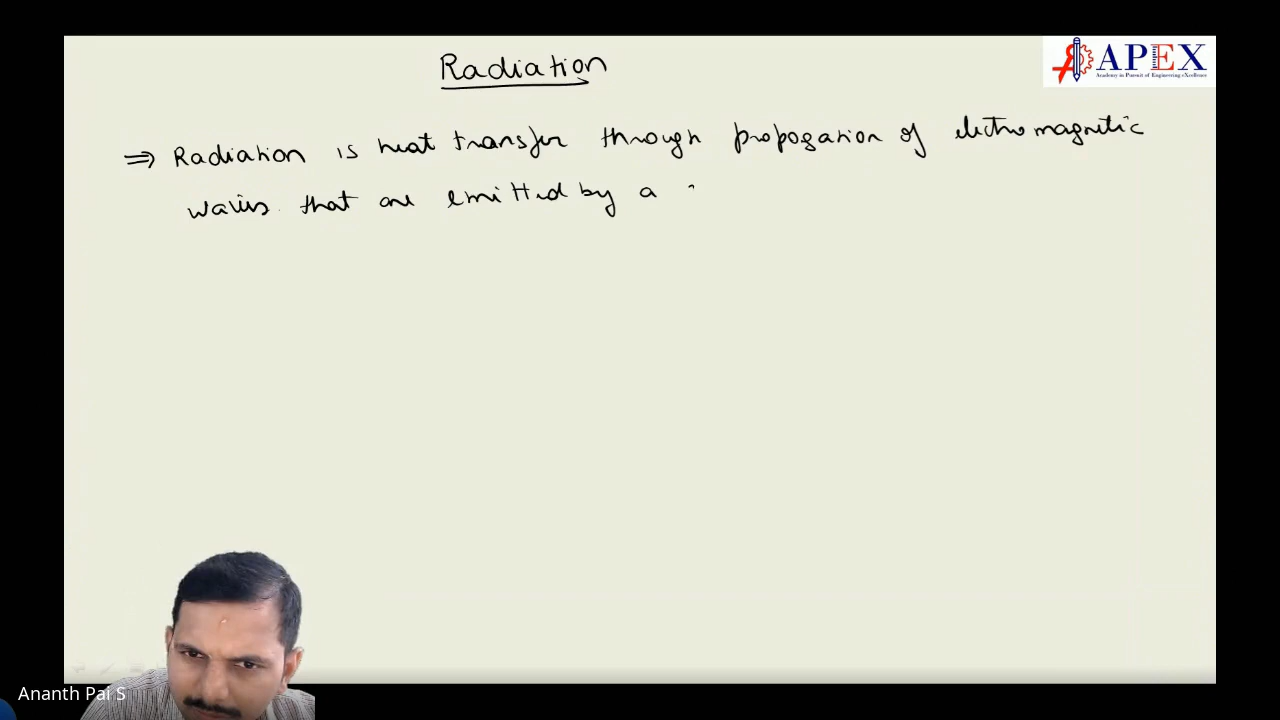 Radiation
APEX
Academy in Pursuit of Engineering eXcellence
⇒ Radiation is heat transfer through propogation of electromagnetic
waves that are emitted by a
Ananth Pai S